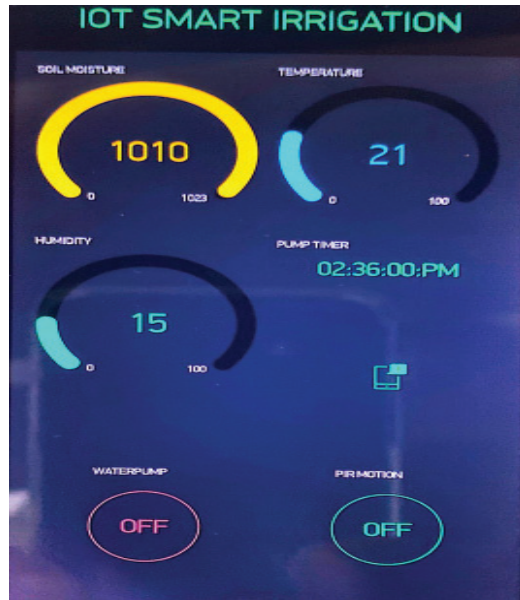 IOT SMART IRRIGATION
SOIL MOISTURE
TEMPERATURE
1010
21
0
1023
0
100
HUMIDITY
PUMP TIMER
02:36:00:PM
15
0
100
WATERPUMP
PIR MOTION
OFF
OFF